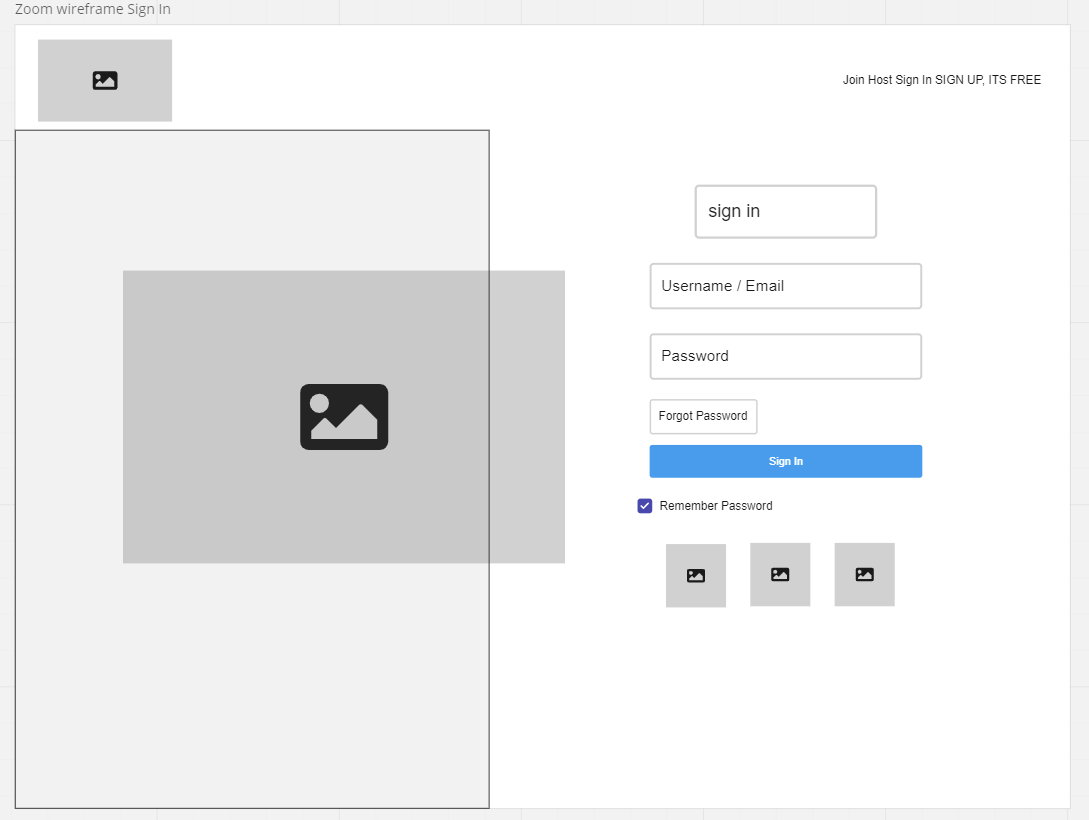 Zoom wireframe Sign In
Join Host Sign In SIGN UP, ITS FREE
sign in
Username / Email
Password
Forgot Password
Sign In
Remember Password